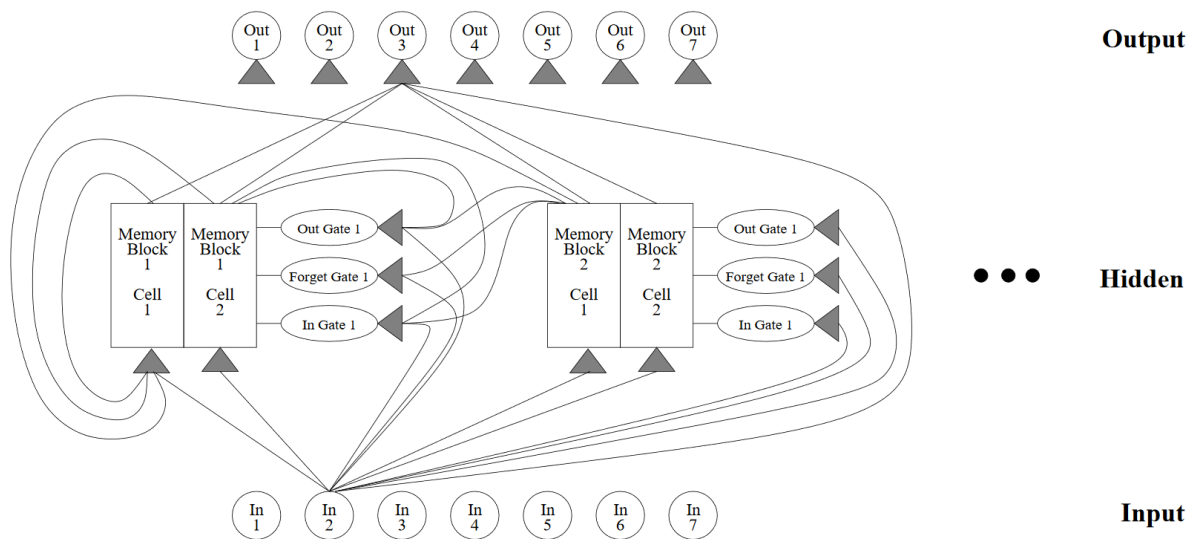 Out
1
Out
2
Out
3
Out
4
Out
5
Out
6
Out
7
Output
Memory
Block
1
Cell
1
Memory
Block
1
Cell
2
Out Gate 1
Forget Gate 1
In Gate 1
Memory
Block
2
Cell
1
Memory
Block
2
Cell
2
Out Gate 1
Forget Gate 1
In Gate 1
Hidden
In
1
In
2
In
3
In
4
In
5
In
6
In
7
Input